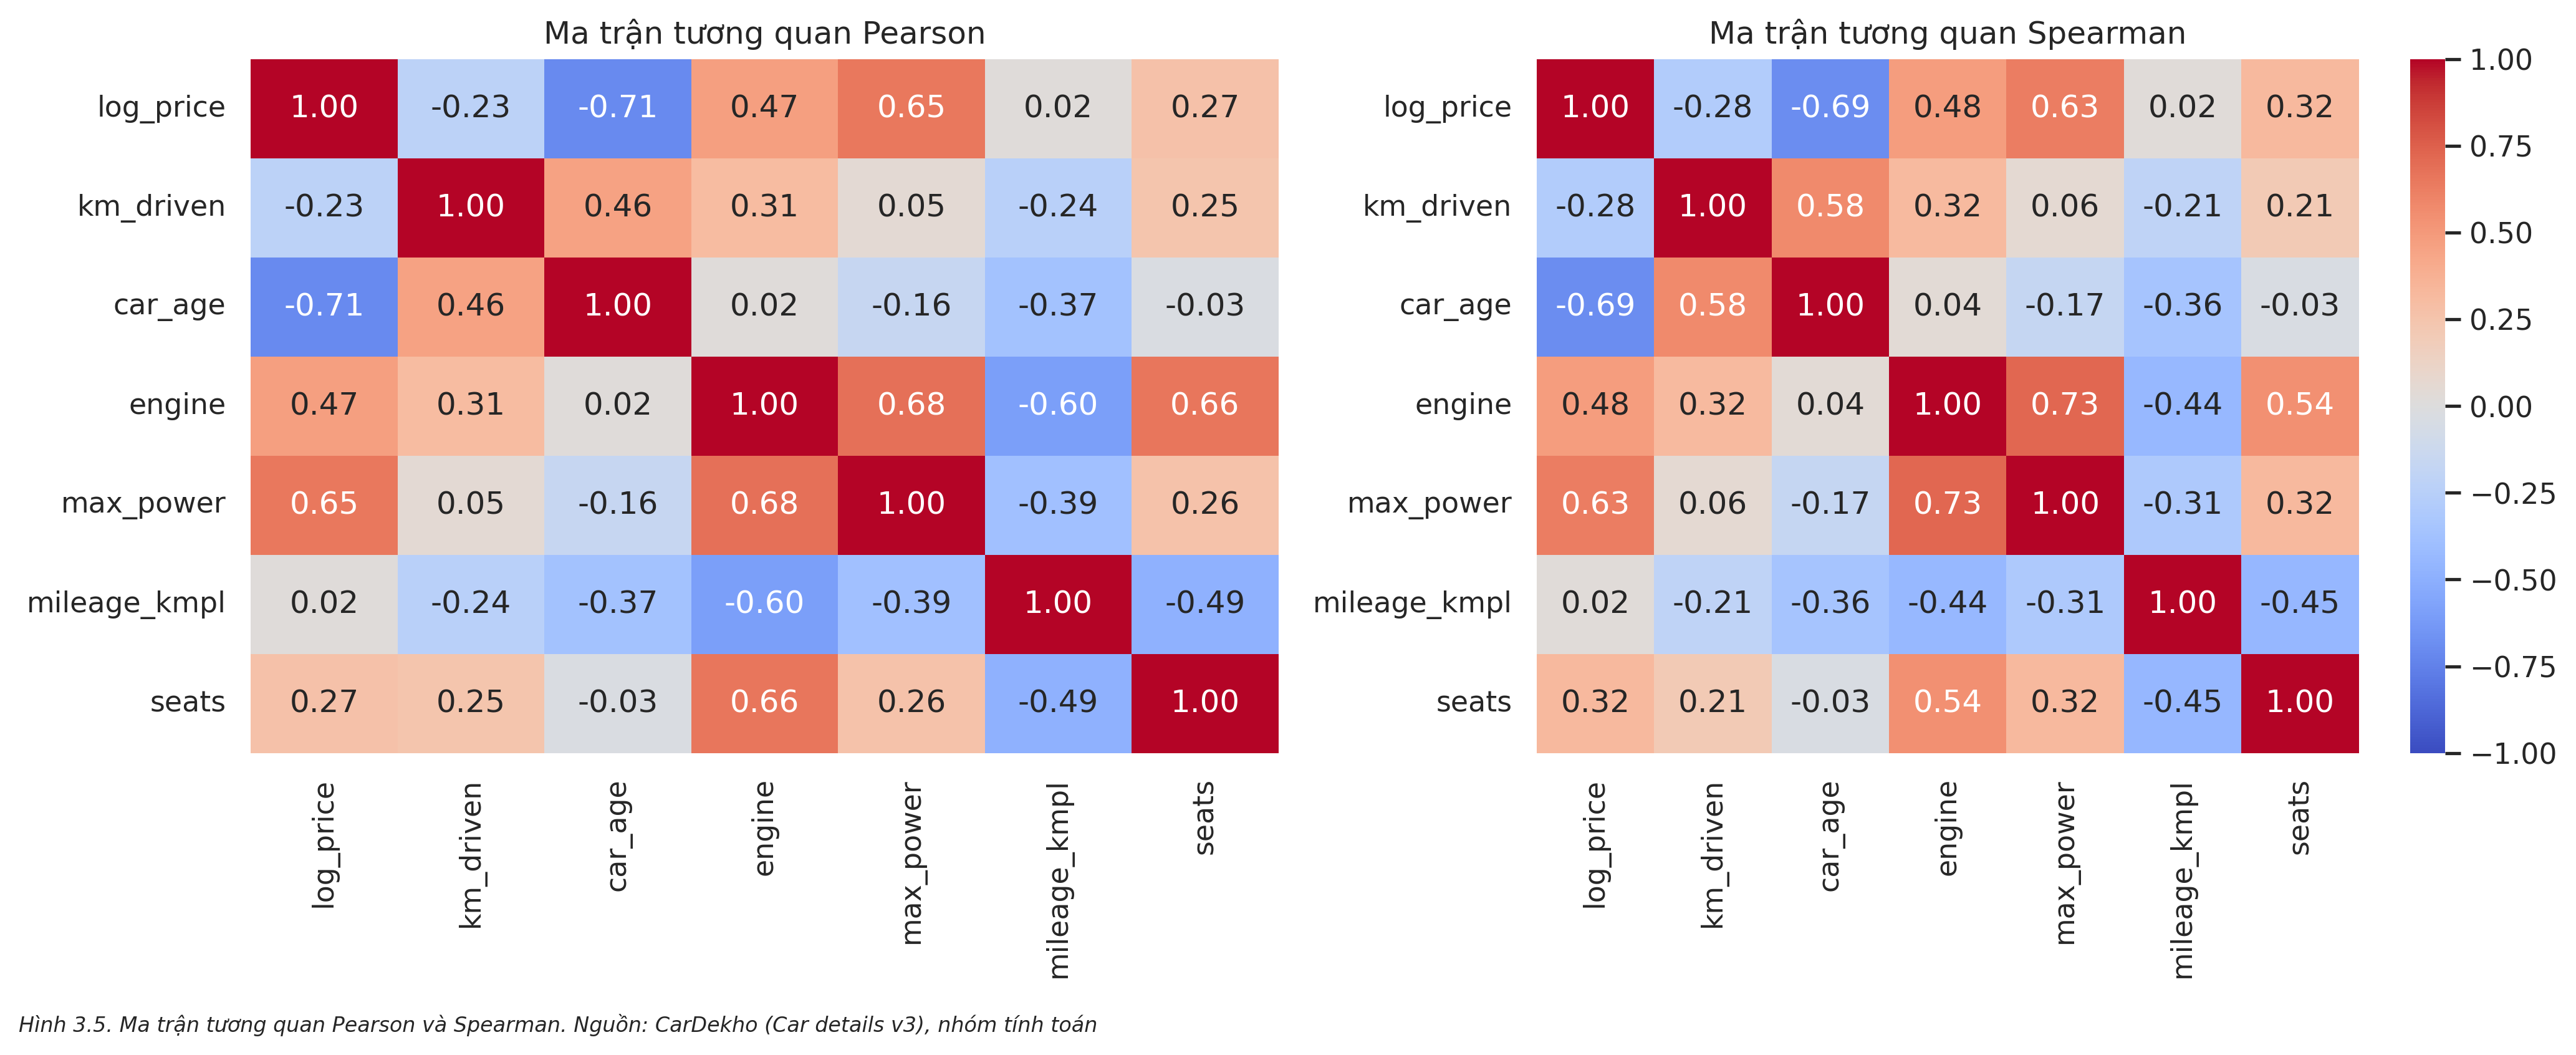 Ma trận tương quan Pearson
log_price 1.00 -0.23 -0.71 0.47 0.65 0.02 0.27
km_driven -0.23 1.00 0.46 0.31 0.05 -0.24 0.25
car_age -0.71 0.46 1.00 0.02 -0.16 -0.37 -0.03
engine 0.47 0.31 0.02 1.00 0.68 -0.60 0.66
max_power 0.65 0.05 -0.16 0.68 1.00 -0.39 0.26
mileage_kmpl 0.02 -0.24 -0.37 -0.60 -0.39 1.00 -0.49
seats 0.27 0.25 -0.03 0.66 0.26 -0.49 1.00
log_price km_driven car_age engine max_power mileage_kmpl seats
Ma trận tương quan Spearman
log_price 1.00 -0.28 -0.69 0.48 0.63 0.02 0.32
km_driven -0.28 1.00 0.58 0.32 0.06 -0.21 0.21
car_age -0.69 0.58 1.00 0.04 -0.17 -0.36 -0.03
engine 0.48 0.32 0.04 1.00 0.73 -0.44 0.54
max_power 0.63 0.06 -0.17 0.73 1.00 -0.31 0.32
mileage_kmpl 0.02 -0.21 -0.36 -0.44 -0.31 1.00 -0.45
seats 0.32 0.21 -0.03 0.54 0.32 -0.45 1.00
log_price km_driven car_age engine max_power mileage_kmpl seats
1.00
0.75
0.50
0.25
0.00
−0.25
−0.50
−0.75
−1.00
Hình 3.5. Ma trận tương quan Pearson và Spearman. Nguồn: CarDekho (Car details v3), nhóm tính toán